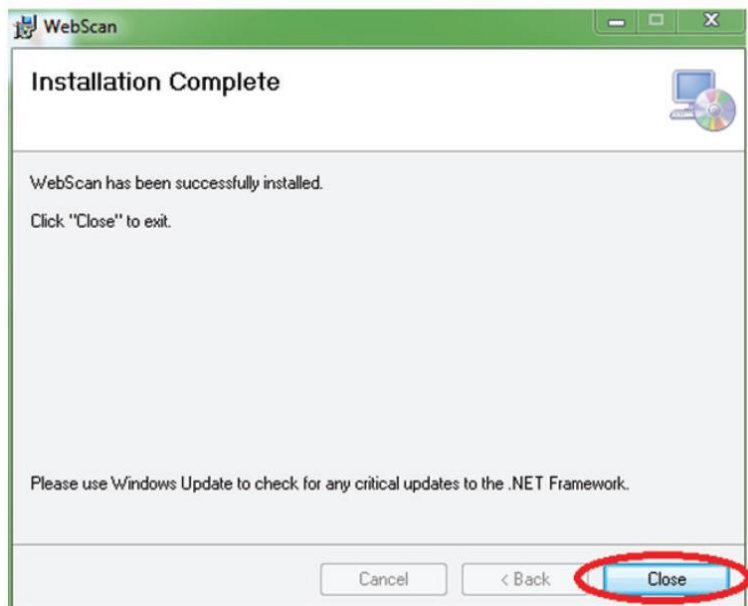 WebScan
Installation Complete
WebScan has been successfully installed.
Click "Close" to exit.
Please use Windows Update to check for any critical updates to the .NET Framework.
Cancel
< Back
Close